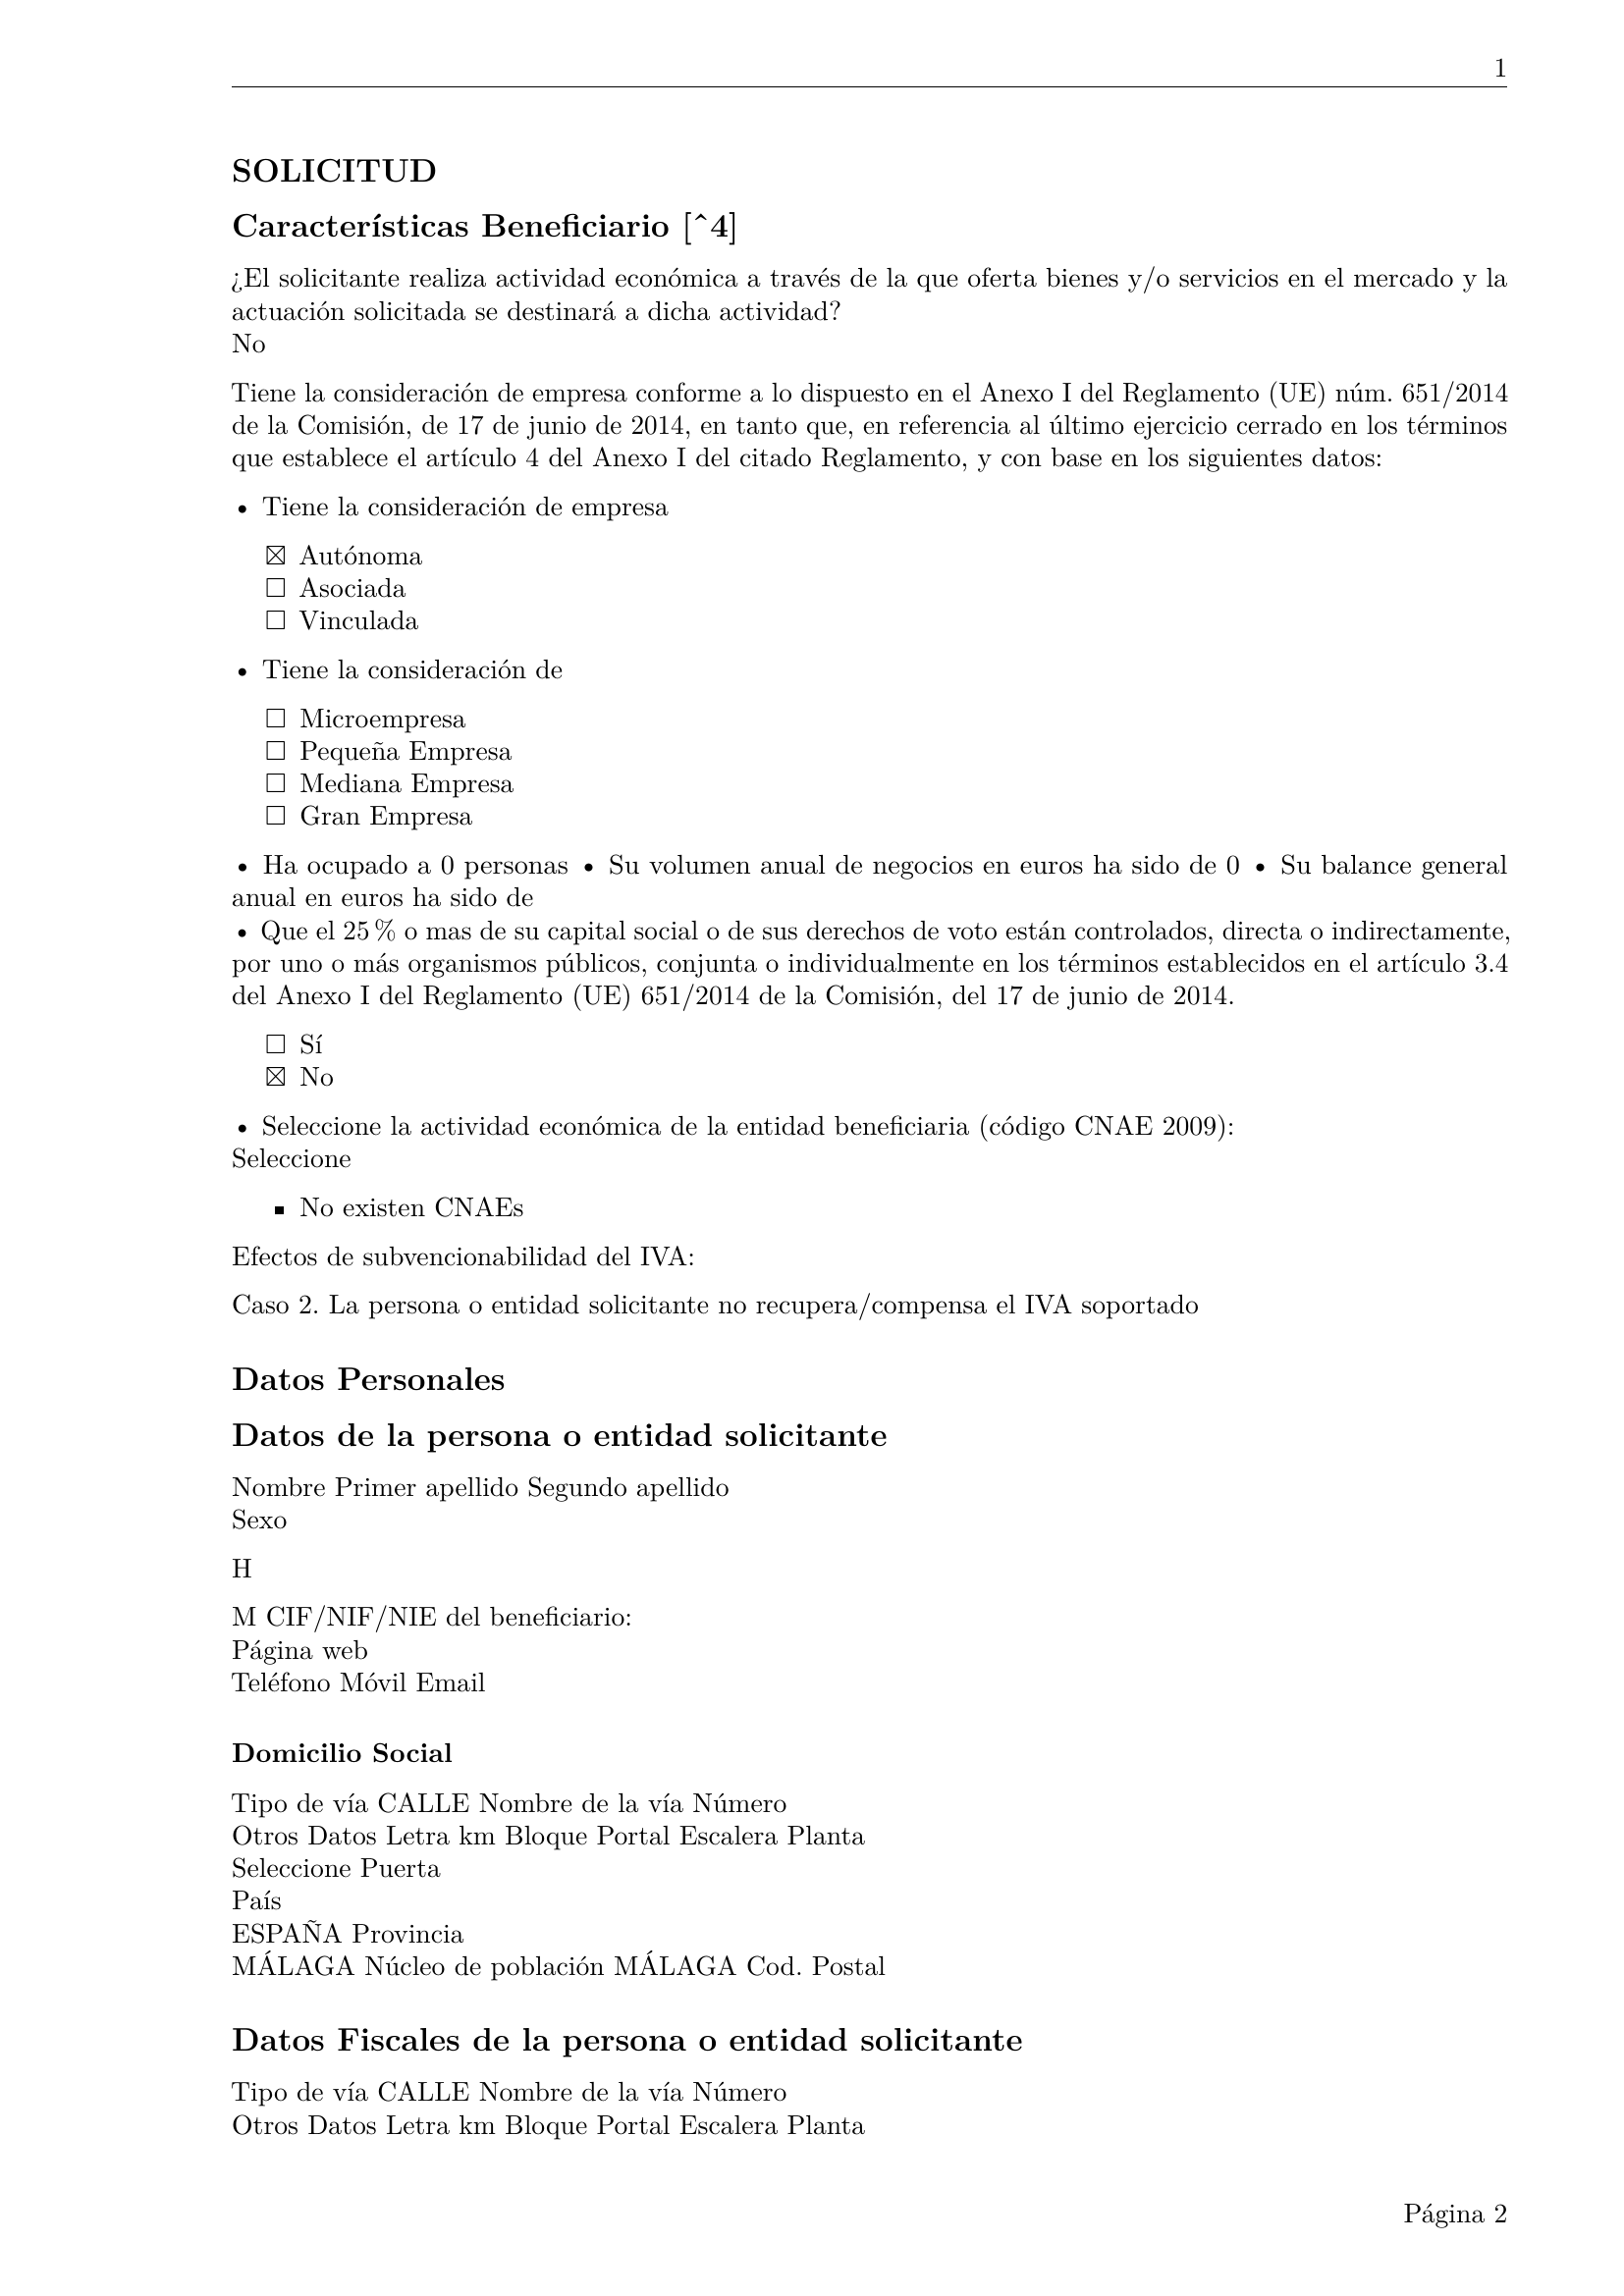 1
SOLICITUD
Características Beneficiario [^4]
¿El solicitante realiza actividad económica a través de la que oferta bienes y/o servicios en el mercado y la
actuación solicitada se destinará a dicha actividad?
No
Tiene la consideración de empresa conforme a lo dispuesto en el Anexo I del Reglamento (UE) núm. 651/2014
de la Comisión, de 17 de junio de 2014, en tanto que, en referencia al último ejercicio cerrado en los términos
que establece el artículo 4 del Anexo I del citado Reglamento, y con base en los siguientes datos:
• Tiene la consideración de empresa
☒ Autónoma
☐ Asociada
☐ Vinculada
• Tiene la consideración de
☐ Microempresa
☐ Pequeña Empresa
☐ Mediana Empresa
☐ Gran Empresa
• Ha ocupado a 0 personas • Su volumen anual de negocios en euros ha sido de 0 • Su balance general
anual en euros ha sido de
• Que el 25 % o mas de su capital social o de sus derechos de voto están controlados, directa o indirectamente,
por uno o más organismos públicos, conjunta o individualmente en los términos establecidos en el artículo 3.4
del Anexo I del Reglamento (UE) 651/2014 de la Comisión, del 17 de junio de 2014.
☐ Sí
☒ No
• Seleccione la actividad económica de la entidad beneficiaria (código CNAE 2009):
Seleccione
▪ No existen CNAEs
Efectos de subvencionabilidad del IVA:
Caso 2. La persona o entidad solicitante no recupera/compensa el IVA soportado
Datos Personales
Datos de la persona o entidad solicitante
Nombre Primer apellido Segundo apellido
Sexo
H
M CIF/NIF/NIE del beneficiario:
Página web
Teléfono Móvil Email
Domicilio Social
Tipo de vía CALLE Nombre de la vía Número
Otros Datos Letra km Bloque Portal Escalera Planta
Seleccione Puerta
País
ESPAÑA Provincia
MÁLAGA Núcleo de población MÁLAGA Cod. Postal
Datos Fiscales de la persona o entidad solicitante
Tipo de vía CALLE Nombre de la vía Número
Otros Datos Letra km Bloque Portal Escalera Planta
Página 2